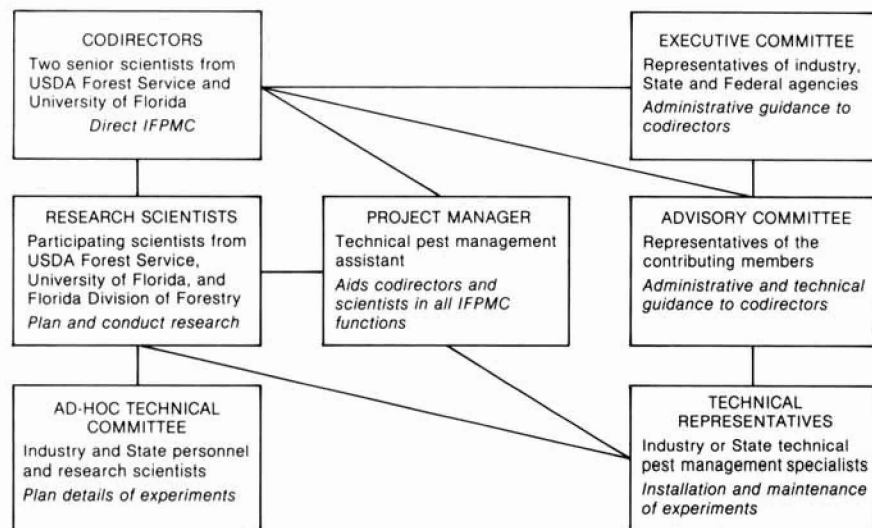 CODIRECTORS
Two senior scientists from
USDA Forest Service and
University of Florida
Direct IFPMC
EXECUTIVE COMMITTEE
Representatives of industry,
State and Federal agencies
Administrative guidance to
codirectors
RESEARCH SCIENTISTS
Participating scientists from
USDA Forest Service,
University of Florida, and
Florida Division of Forestry
Plan and conduct research
PROJECT MANAGER
Technical pest management
assistant
Aids codirectors and
scientists in all IFPMC
functions
ADVISORY COMMITTEE
Representatives of the
contributing members
Administrative and technical
guidance to codirectors
AD-HOC TECHNICAL
COMMITTEE
Industry and State personnel
and research scientists
Plan details of experiments
TECHNICAL
REPRESENTATIVES
Industry or State technical
pest management specialists
Installation and maintenance
of experiments